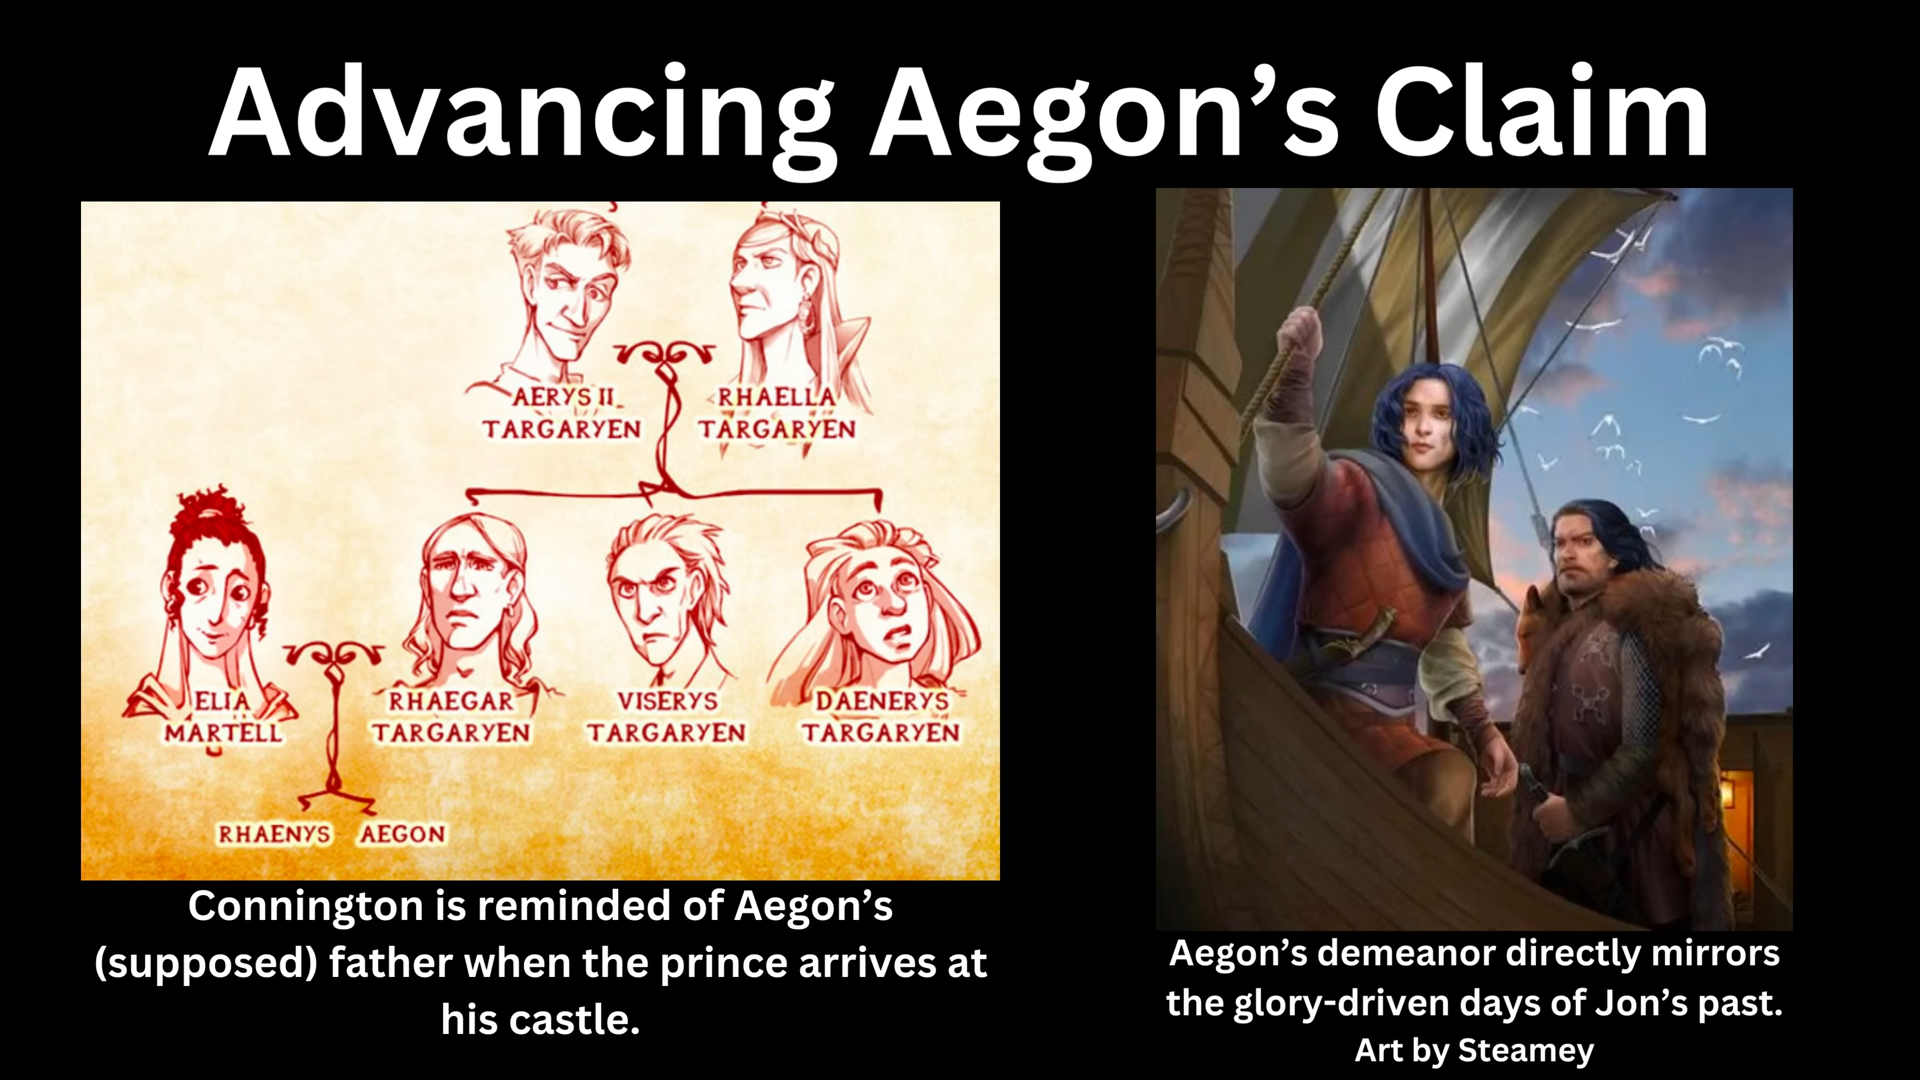 Advancing Aegon’s Claim
AERYS II
TARGARYEN
RHAELLA
TARGARYEN
ELIA
MARTELL
RHAEGAR
TARGARYEN
VISERYS
TARGARYEN
DAENERYS
TARGARYEN
RHAENYS
AEGON
Connington is reminded of Aegon’s
(supposed) father when the prince arrives at
his castle.
Aegon’s demeanor directly mirrors
the glory-driven days of Jon’s past.
Art by Steamey